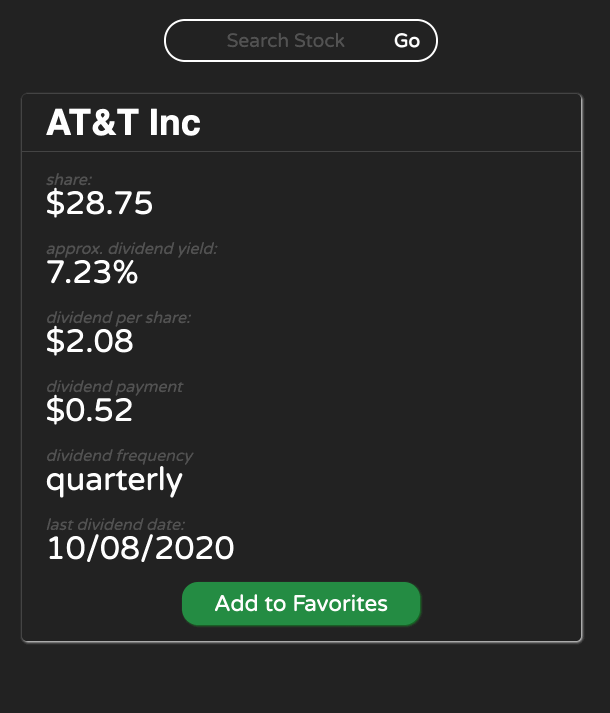 Search Stock Go
AT&T Inc
share:
$28.75
approx. dividend yield:
7.23%
dividend per share:
$2.08
dividend payment
$0.52
dividend frequency
quarterly
last dividend date:
10/08/2020
Add to Favorites